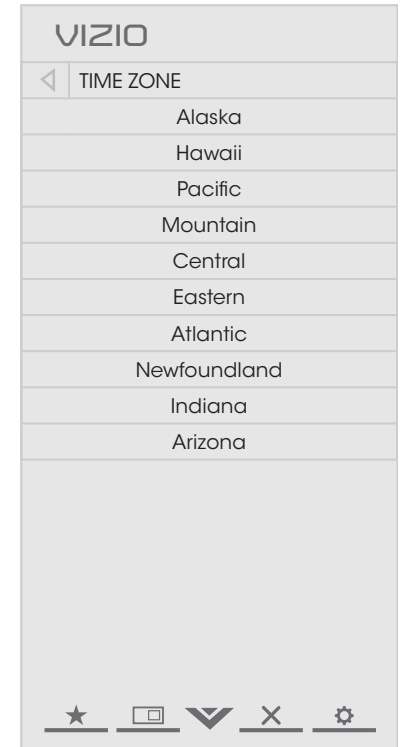 VIZIO
TIME ZONE
Alaska
Hawaii
Pacific
Mountain
Central
Eastern
Atlantic
Newfoundland
Indiana
Arizona